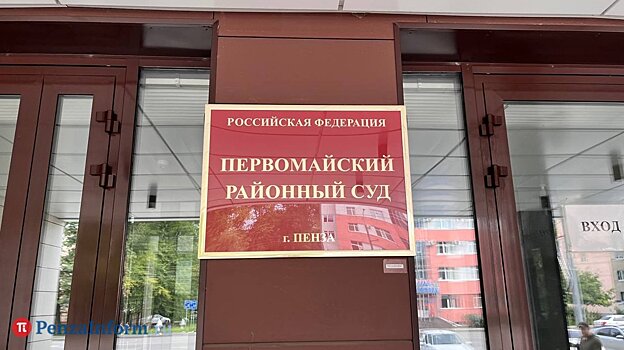 РОССИЙСКАЯ ФЕДЕРАЦИЯ
ПЕРВОМАЙСКИЙ
РАЙОННЫЙ СУД
г. ПЕНЗА
ВХОД
PenzaInform